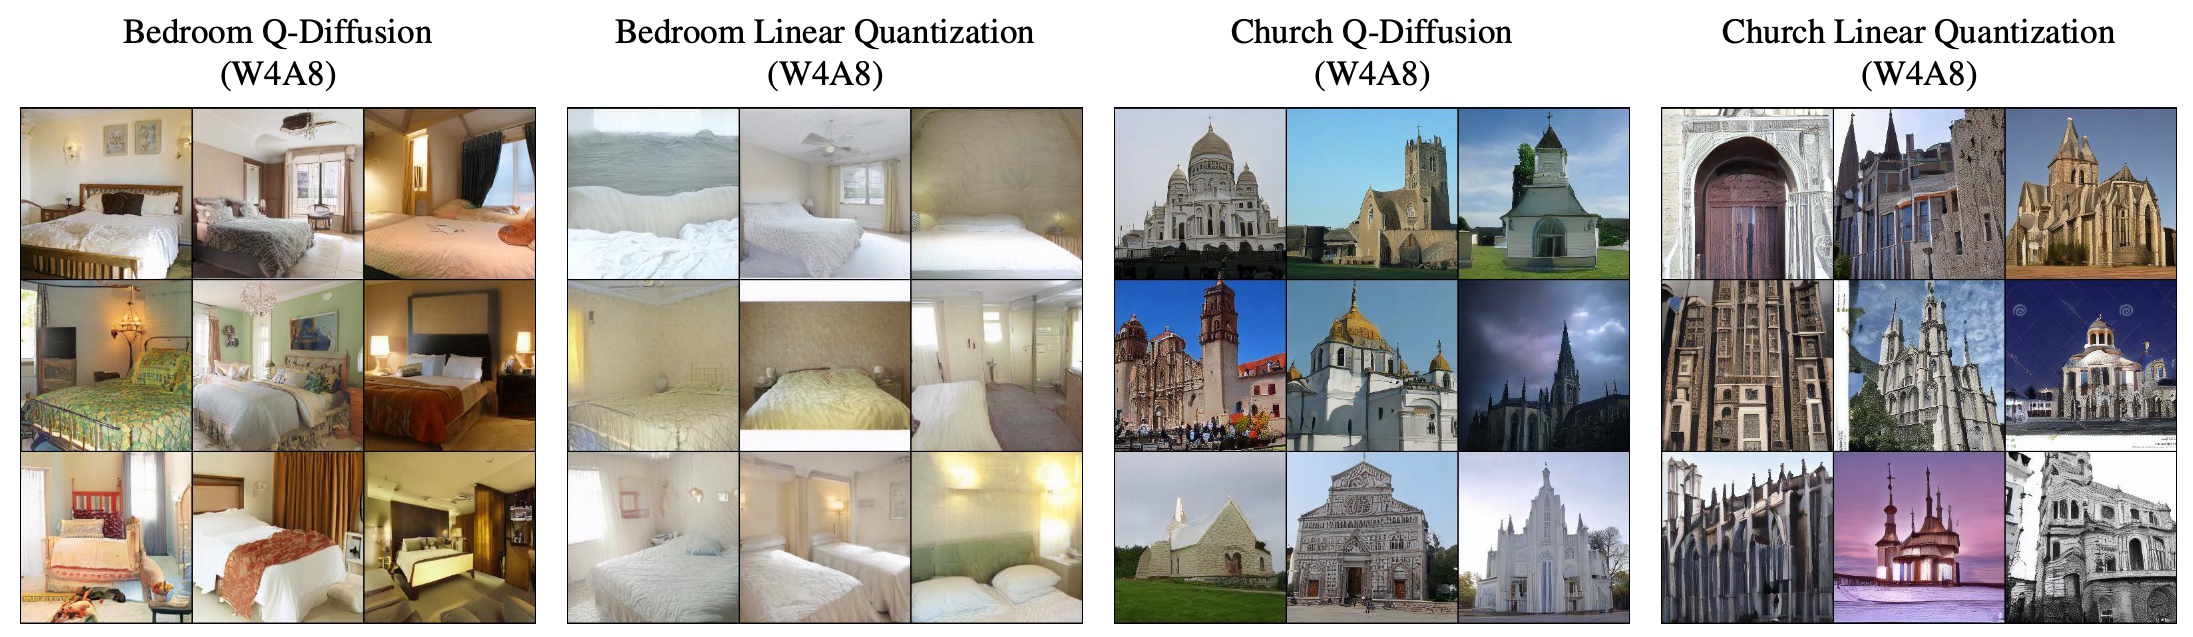 Bedroom Q-Diffusion
(W4A8)
Bedroom Linear Quantization
(W4A8)
Church Q-Diffusion
(W4A8)
Church Linear Quantization
(W4A8)